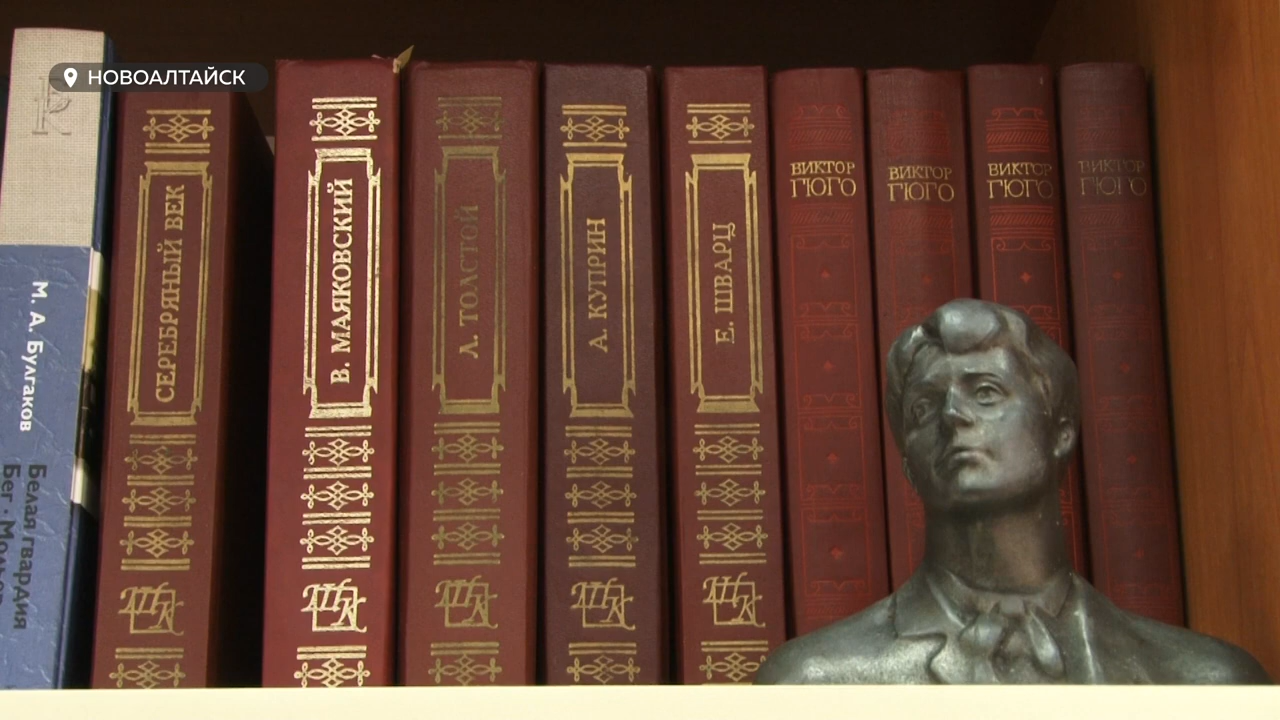 НОВОАЛТАЙСК
М. А. Булгаков
Белая гвардия
Бег · Мольер
СЕРЕБРЯНЫЙ ВЕК
В. МАЯКОВСКИЙ
Л. ТОЛСТОЙ
А. КУПРИН
Е. ШВАРЦ
ВИКТОР
ГЮГО
ВИКТОР
ГЮГО
ВИКТОР
ГЮГО
ВИКТОР
ГЮГО